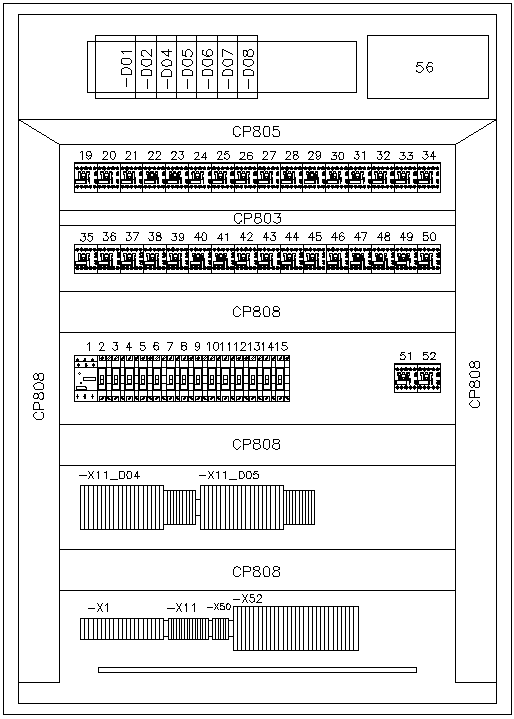 -D01 -D02 -D04 -D05 -D06 -D07 -D08
56
CP805
19 20 21 22 23 24 25 26 27 28 29 30 31 32 33 34
CP803
35 36 37 38 39 40 41 42 43 44 45 46 47 48 49 50
CP808
1 2 3 4 5 6 7 8 9 10 11 12 13 14 15
51 52
CP808
CP808
CP808
-X11_D04 -X11_D05
CP808
-X1 -X11 -X50 -X52